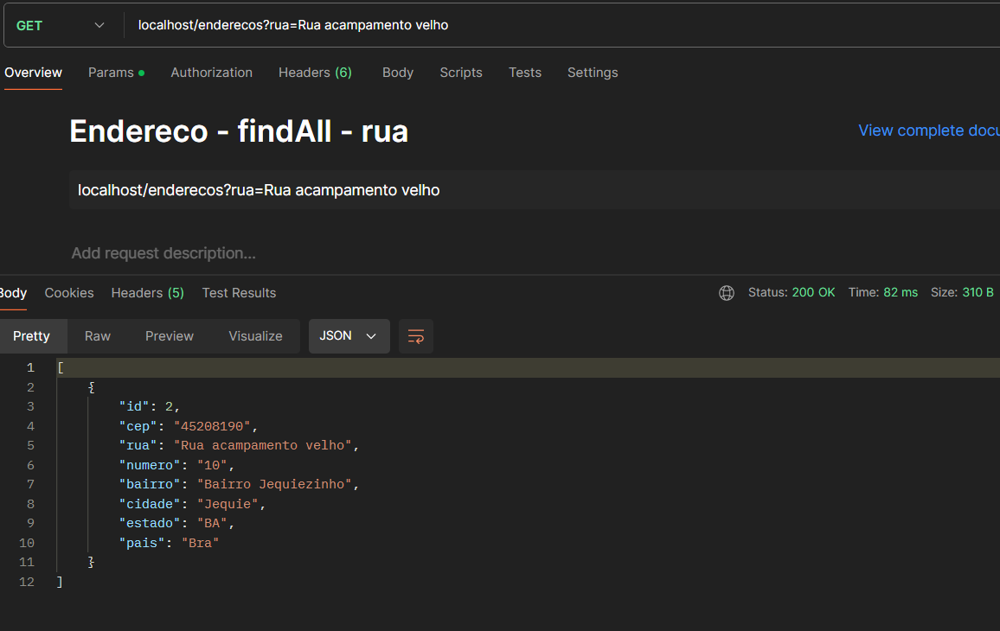 GET localhost/enderecos?rua=Rua acampamento velho
Overview Params Authorization Headers (6) Body Scripts Tests Settings
Endereco - findAll - rua
View complete docu
localhost/enderecos?rua=Rua acampamento velho
Add request description...
Body Cookies Headers (5) Test Results Status: 200 OK Time: 82 ms Size: 310 B
Pretty Raw Preview Visualize JSON
1 [
2 {
3 "id": 2,
4 "cep": "45208190",
5 "rua": "Rua acampamento velho",
6 "numero": "10",
7 "bairro": "Bairro Jequiezinho",
8 "cidade": "Jequie",
9 "estado": "BA",
10 "pais": "Bra"
11 }
12 ]